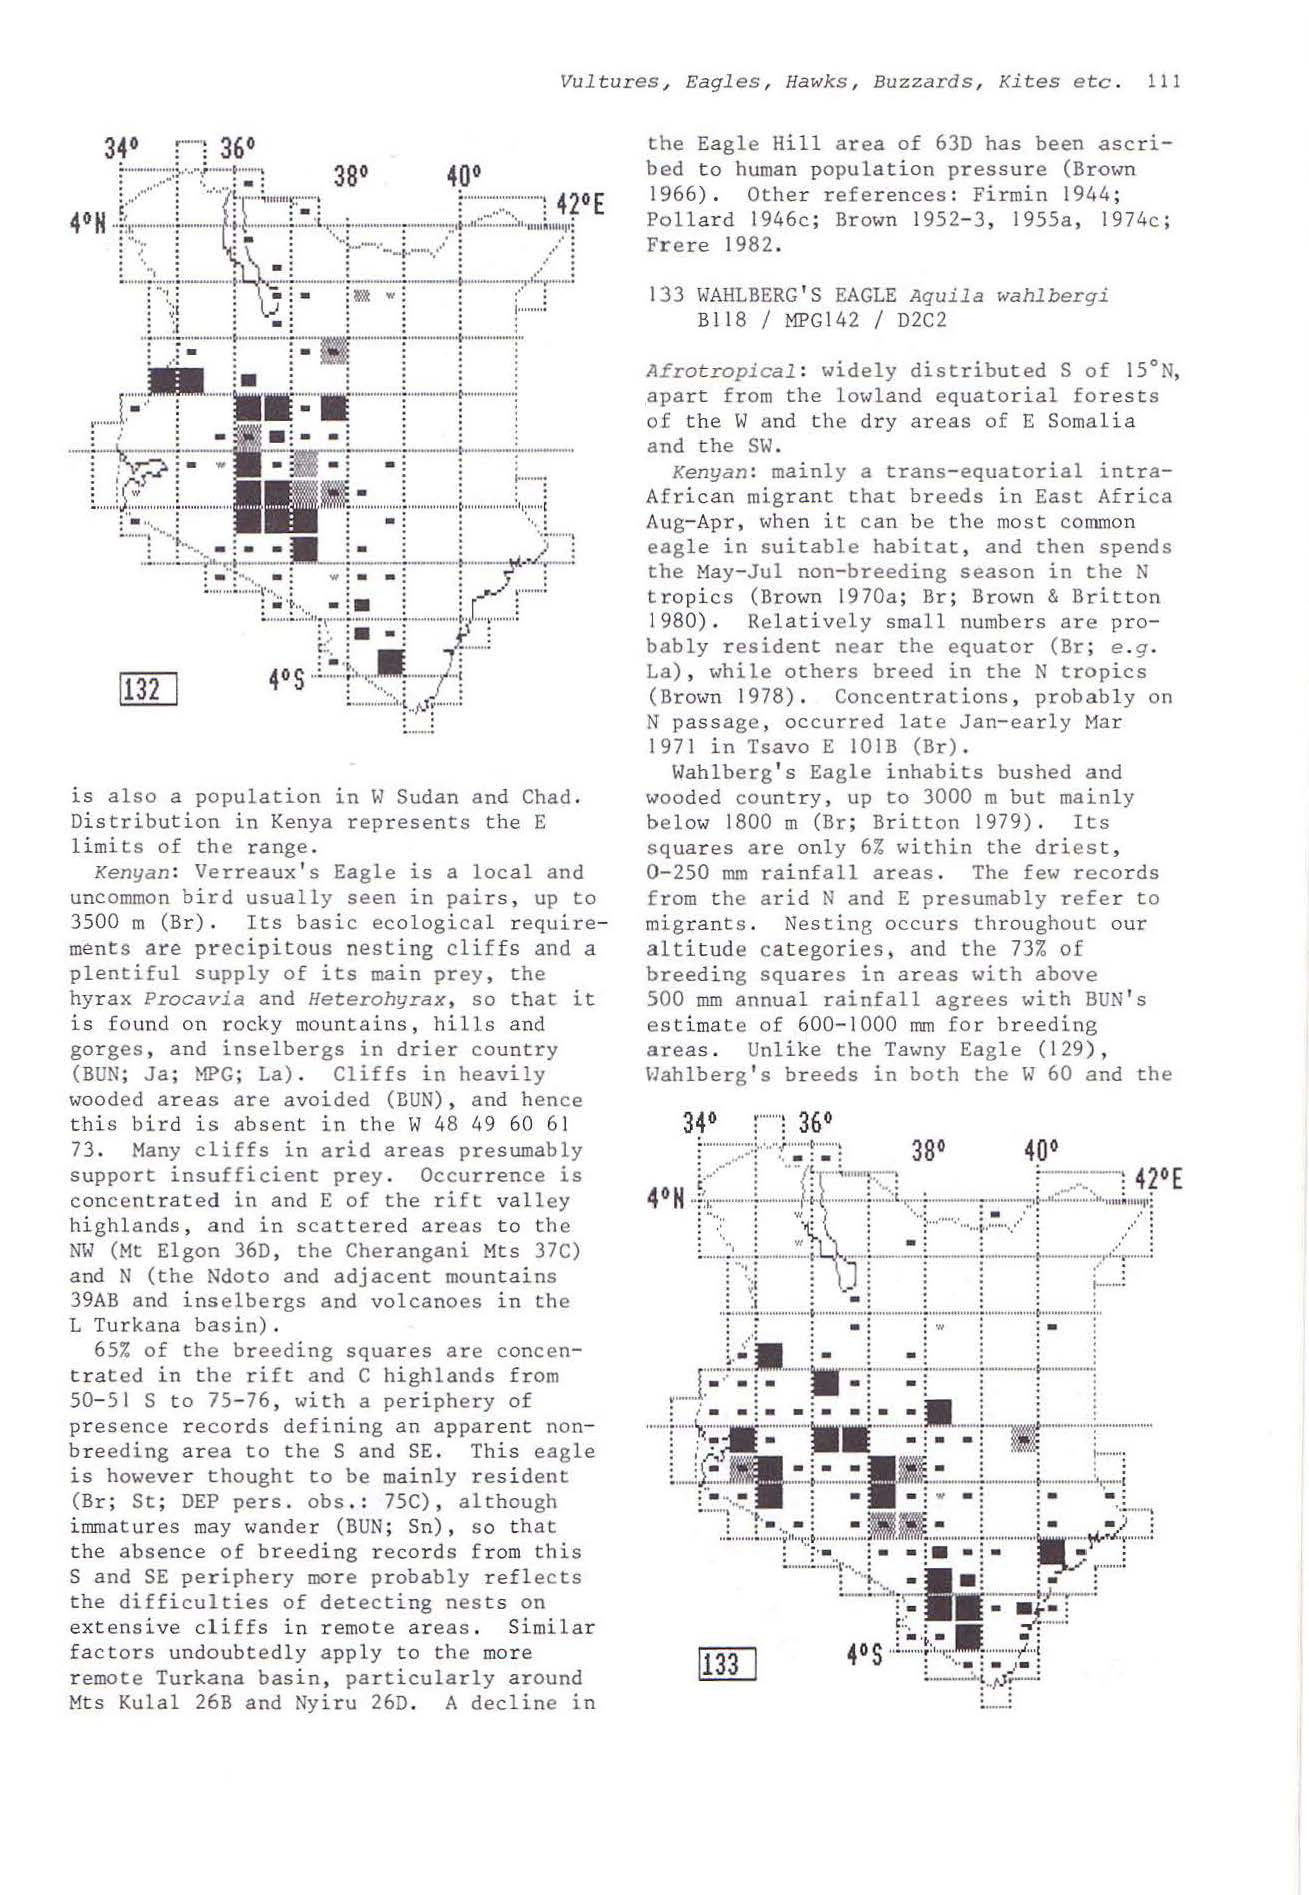 Vultures, Eagles, Hawks, Buzzards, Kites etc. 111
34° 36°
38° 40°
42°E
4°N
4°S
132
is also a population in W Sudan and Chad.
Distribution in Kenya represents the E
limits of the range.
Kenyan: Verreaux's Eagle is a local and
uncommon bird usually seen in pairs, up to
3500 m (Br). Its basic ecological require-
ments are precipitous nesting cliffs and a
plentiful supply of its main prey, the
hyrax Procavia and Heterohyrax, so that it
is found on rocky mountains, hills and
gorges, and inselbergs in drier country
(BUN; Ja; MPG; La). Cliffs in heavily
wooded areas are avoided (BUN), and hence
this bird is absent in the W 48 49 60 61
73. Many cliffs in arid areas presumably
support insufficient prey. Occurrence is
concentrated in and E of the rift valley
highlands, and in scattered areas to the
NW (Mt Elgon 36D, the Cherangani Mts 37C)
and N (the Ndoto and adjacent mountains
39AB and inselbergs and volcanoes in the
L Turkana basin).
65% of the breeding squares are concen-
trated in the rift and C highlands from
50-51 S to 75-76, with a periphery of
presence records defining an apparent non-
breeding area to the S and SE. This eagle
is however thought to be mainly resident
(Br; St; DEP pers. obs.: 75C), although
immatures may wander (BUN; Sn), so that
the absence of breeding records from this
S and SE periphery more probably reflects
the difficulties of detecting nests on
extensive cliffs in remote areas. Similar
factors undoubtedly apply to the more
remote Turkana basin, particularly around
Mts Kulal 26B and Nyiru 26D. A decline in
the Eagle Hill area of 63D has been ascri-
bed to human population pressure (Brown
1966). Other references: Firmin 1944;
Pollard 1946c; Brown 1952-3, 1955a, 1974c;
Frere 1982.
133 WAHLBERG'S EAGLE Aquila wahlbergi
B118 / MPG142 / D2C2
Afrotropical: widely distributed S of 15°N,
apart from the lowland equatorial forests
of the W and the dry areas of E Somalia
and the SW.
Kenyan: mainly a trans-equatorial intra-
African migrant that breeds in East Africa
Aug-Apr, when it can be the most common
eagle in suitable habitat, and then spends
the May-Jul non-breeding season in the N
tropics (Brown 1970a; Br; Brown & Britton
1980). Relatively small numbers are pro-
bably resident near the equator (Br; e.g.
La), while others breed in the N tropics
(Brown 1978). Concentrations, probably on
N passage, occurred late Jan-early Mar
1971 in Tsavo E 101B (Br).
Wahlberg's Eagle inhabits bushed and
wooded country, up to 3000 m but mainly
below 1800 m (Br; Britton 1979). Its
squares are only 6% within the driest,
0-250 mm rainfall areas. The few records
from the arid N and E presumably refer to
migrants. Nesting occurs throughout our
altitude categories, and the 73% of
breeding squares in areas with above
500 mm annual rainfall agrees with BUN's
estimate of 600-1000 mm for breeding
areas. Unlike the Tawny Eagle (129),
Wahlberg's breeds in both the W 60 and the
34° 36°
38° 40°
42°E
4°N
4°S
133